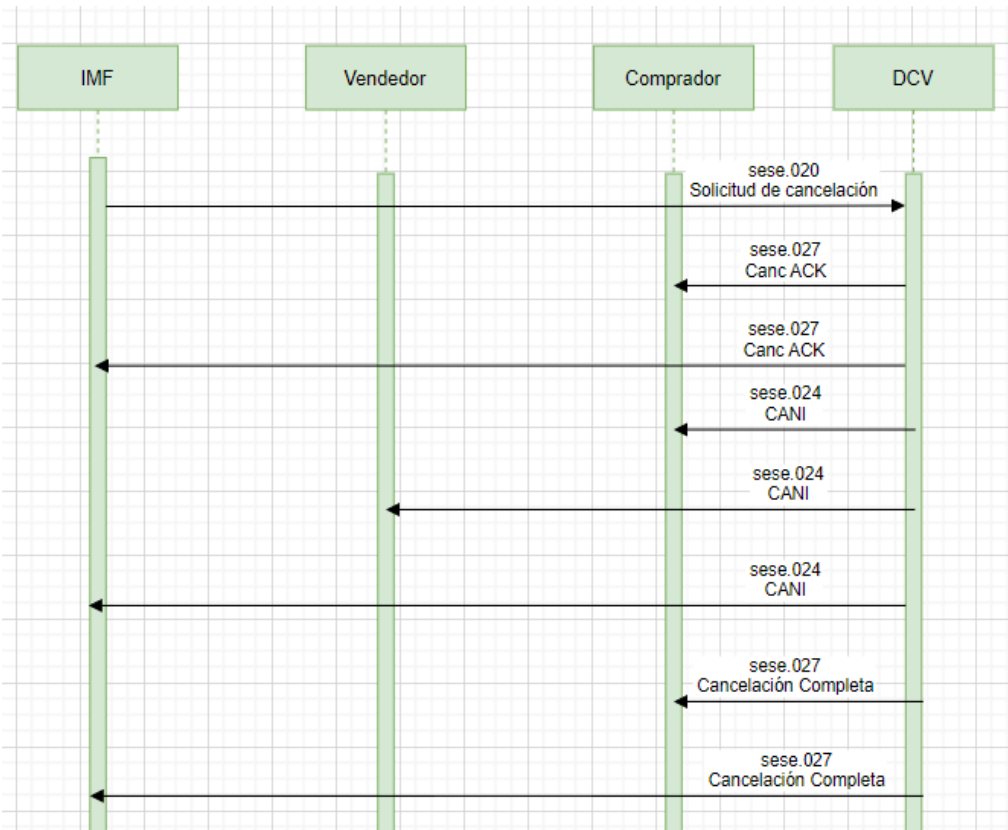 IMF
Vendedor
Comprador
DCV
sese.020
Solicitud de cancelación
sese.027
Canc ACK
sese.027
Canc ACK
sese.024
CANI
sese.024
CANI
sese.024
CANI
sese.027
Cancelación Completa
sese.027
Cancelación Completa